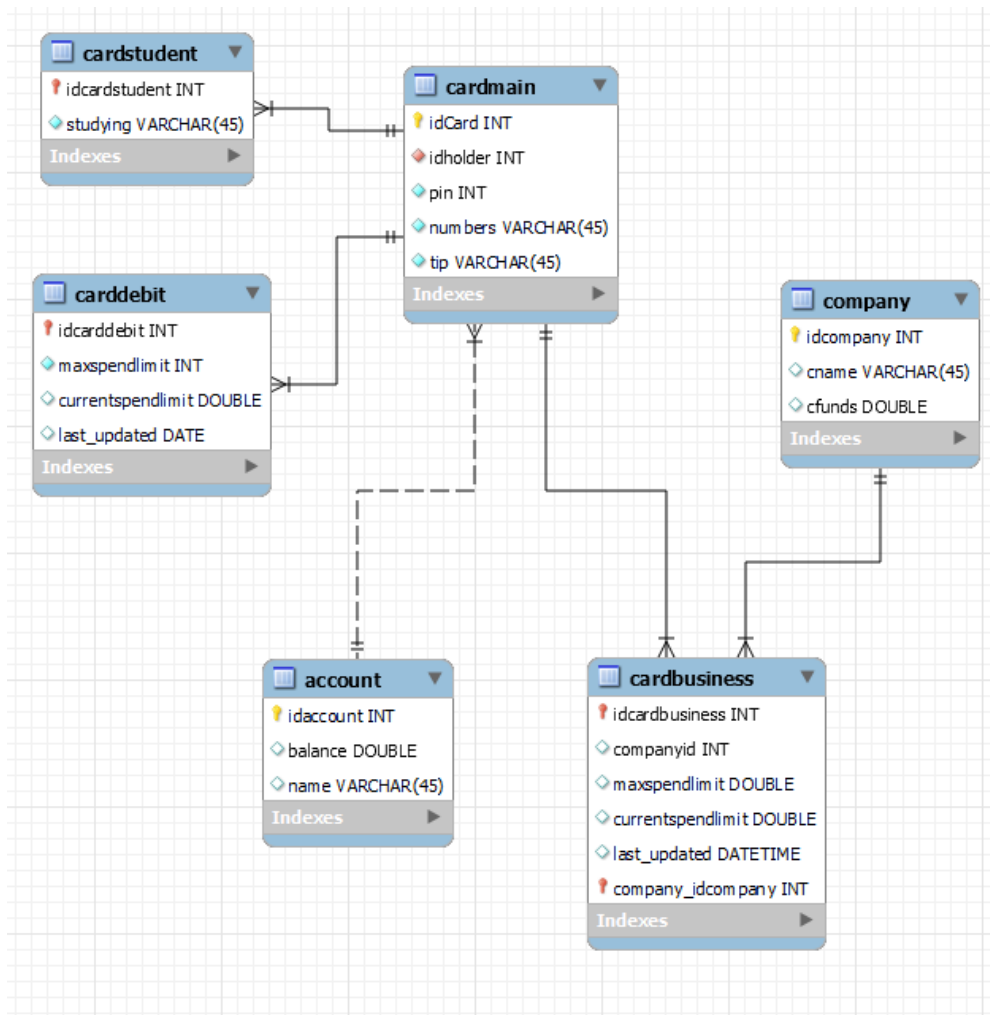 cardstudent
idcardstudent INT
studying VARCHAR(45)
Indexes
cardmain
idCard INT
idholder INT
pin INT
numbers VARCHAR(45)
tip VARCHAR(45)
Indexes
carddebit
idcarddebit INT
maxspendlimit INT
currentspendlimit DOUBLE
last_updated DATE
Indexes
company
idcompany INT
cname VARCHAR(45)
cfunds DOUBLE
Indexes
account
idaccount INT
balance DOUBLE
name VARCHAR(45)
Indexes
cardbusiness
idcardbusiness INT
companyid INT
maxspendlimit DOUBLE
currentspendlimit DOUBLE
last_updated DATETIME
company_idcompany INT
Indexes